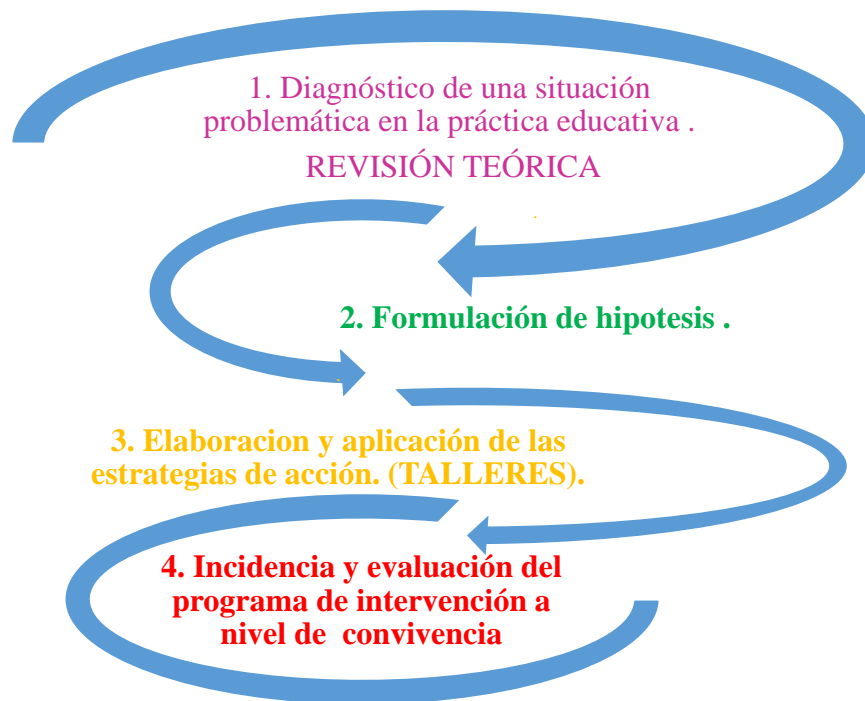 1. Diagnóstico de una situación
problemática en la práctica educativa .
REVISIÓN TEÓRICA
2. Formulación de hipotesis .
3. Elaboracion y aplicación de las
estrategias de acción. (TALLERES).
4. Incidencia y evaluación del
programa de intervención a
nivel de  convivencia